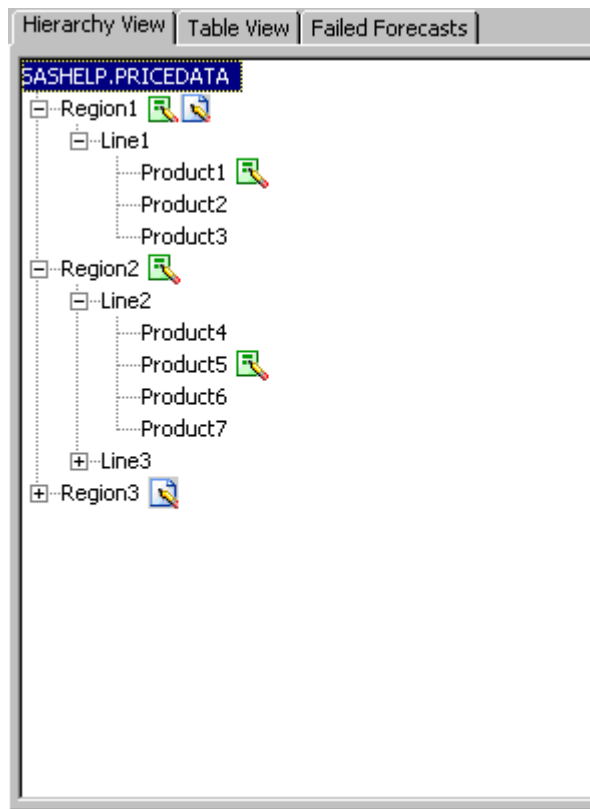 Hierarchy View Table View Failed Forecasts
SASHELP.PRICEDATA
Region1
Line1
Product1
Product2
Product3
Region2
Line2
Product4
Product5
Product6
Product7
Line3
Region3